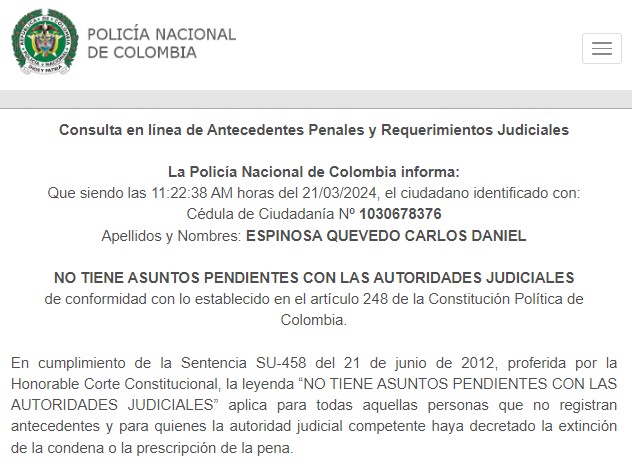 POLICÍA NACIONAL
DE COLOMBIA
Consulta en línea de Antecedentes Penales y Requerimientos Judiciales
La Policía Nacional de Colombia informa:
Que siendo las 11:22:38 AM horas del 21/03/2024, el ciudadano identificado con:
Cédula de Ciudadanía Nº 1030678376
Apellidos y Nombres: ESPINOSA QUEVEDO CARLOS DANIEL
NO TIENE ASUNTOS PENDIENTES CON LAS AUTORIDADES JUDICIALES
de conformidad con lo establecido en el artículo 248 de la Constitución Política de
Colombia.
En cumplimiento de la Sentencia SU-458 del 21 de junio de 2012, proferida por la
Honorable Corte Constitucional, la leyenda “NO TIENE ASUNTOS PENDIENTES CON LAS
AUTORIDADES JUDICIALES” aplica para todas aquellas personas que no registran
antecedentes y para quienes la autoridad judicial competente haya decretado la extinción
de la condena o la prescripción de la pena.